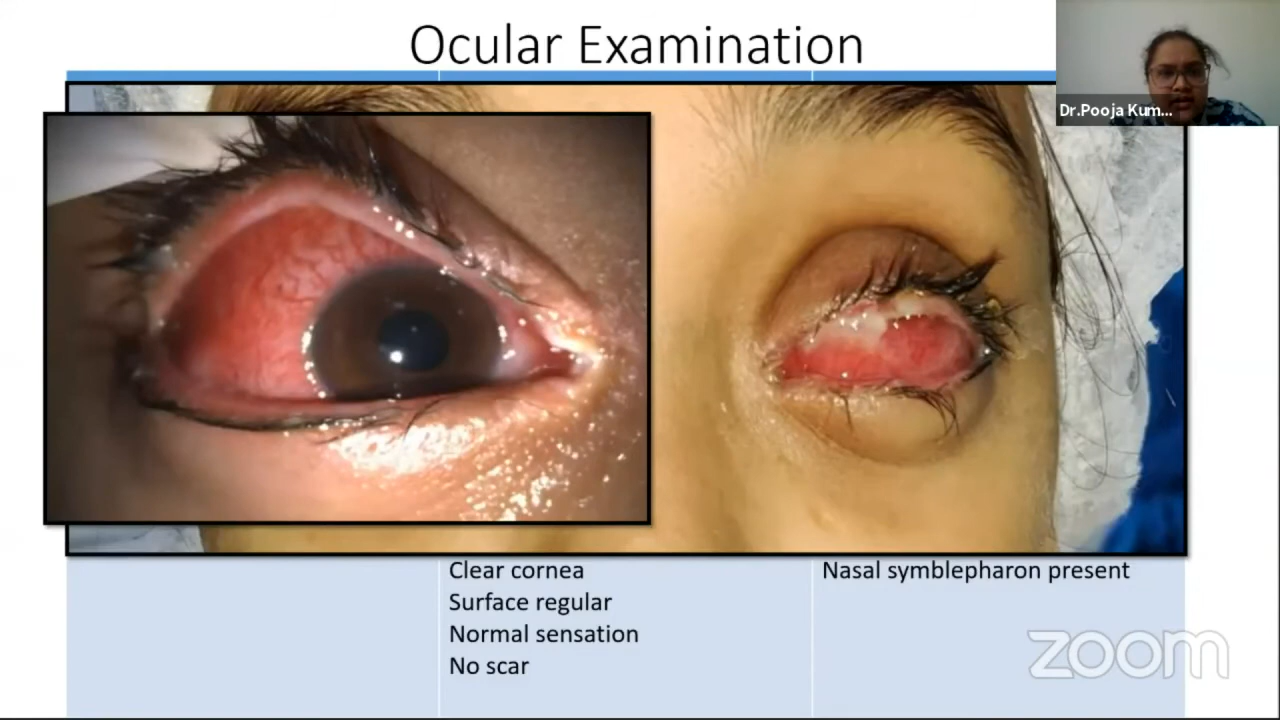 Ocular Examination
Dr.Pooja Kum...
Clear cornea
Surface regular
Normal sensation
No scar
Nasal symblepharon present
zoom